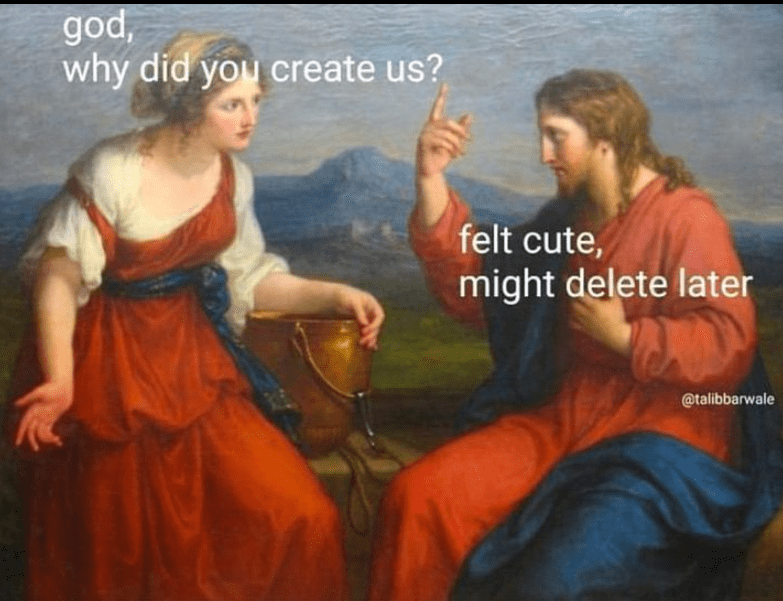 god,
why did you create us?
felt cute,
might delete later
@talibbarwale